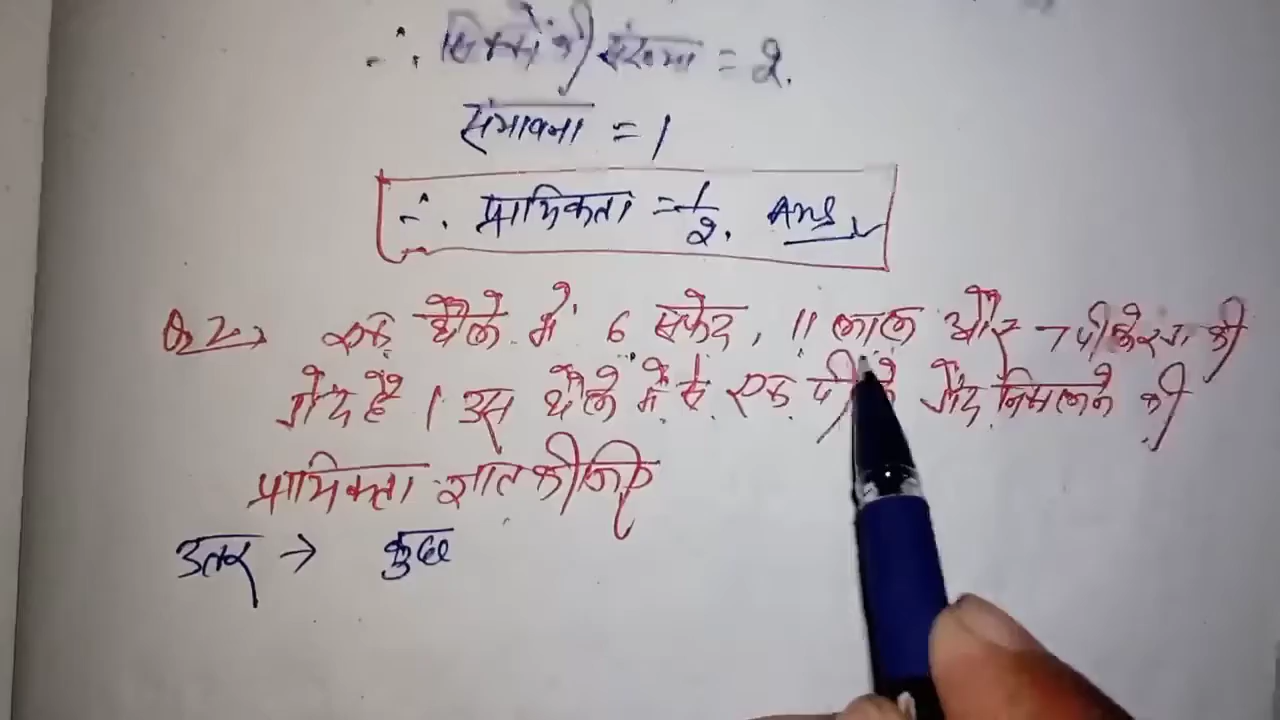 ∴ सिक्कों की संख्या = 2.
संभावना = 1
∴ प्रायिकता = 1/2. Ans
Q2. एक थैले में 6 सफेद, 11 लाल और 7 पीले रंग की
गेंद है। उस थैले में से एक गेंद निकलने की
प्रायिकता ज्ञात कीजिए
उत्तर → कुल